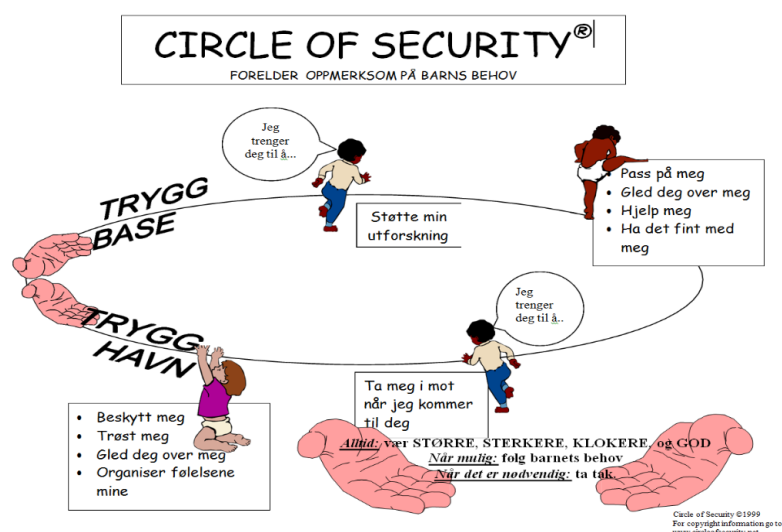 CIRCLE OF SECURITY®
FORELDER OPPMERKSOM PÅ BARNS BEHOV
Jeg
trenger
deg til å...
TRYGG
BASE
Støtte min
utforskning
• Pass på meg
• Gled deg over meg
• Hjelp meg
• Ha det fint med
meg
Jeg
trenger
deg til å..
TRYGG
HAVN
Ta meg i mot
når jeg kommer
til deg
• Beskytt meg
• Trøst meg
• Gled deg over meg
• Organiser følelsene
mine
Alltid: vær STØRRE, STERKERE, KLOKERE, og GOD
Når mulig: følg barnets behov
Når det er nødvendig: ta tak
Circle of Security ©1999
For copyright information go to
www.circleofsecurity.net